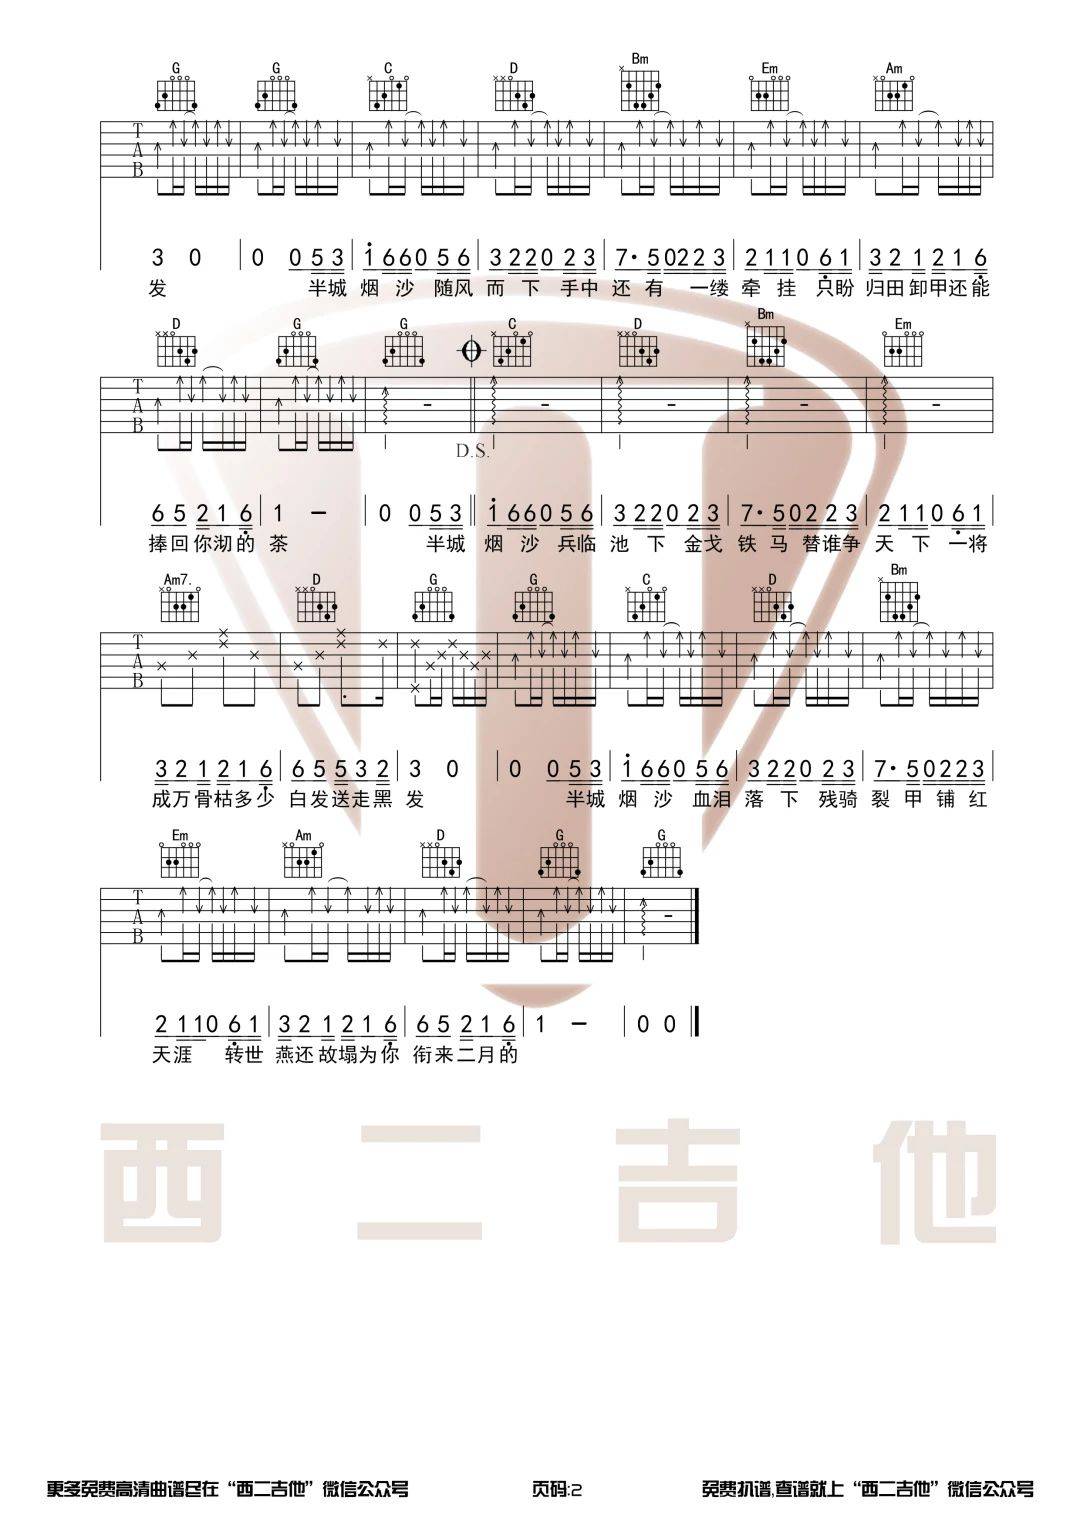 G G C D Bm Em Am
T A B
3 0 | 0 0 5 3 | 1 6 6 0 5 6 | 3 2 2 0 2 3 | 7· 5 0 2 2 3 | 2 1 1 0 6 1 | 3 2 1 2 1 6
发 半城 烟沙 随风 而下 手中 还有 一缕 牵挂 只盼 归田卸甲还能
D G G C D Bm Em
T A B
D.S.
6 5 2 1 6 | 1 – | 0 0 5 3 | 1 6 6 0 5 6 | 3 2 2 0 2 3 | 7· 5 0 2 2 3 | 2 1 1 0 6 1
捧回你沏的 茶 半城 烟沙兵临 池下金戈 铁马替谁争 天下一将
Am7. D G G C D Bm
T A B
3 2 1 2 1 6 | 6 5 5 3 2 | 3 0 | 0 0 5 3 | 1 6 6 0 5 6 | 3 2 2 0 2 3 | 7· 5 0 2 2 3
成万骨枯多少 白发送走黑 发 半城 烟沙 血泪 落下 残骑 裂甲铺红
Em Am D G G
T A B
2 1 1 0 6 1 | 3 2 1 2 1 6 | 6 5 2 1 6 | 1 – | 0 0
天涯 转世 燕还故塌为你 衔来二月的
西二吉他
更多免费高清曲谱尽在“西二吉他”微信公众号 页码:2 免费扒谱,查谱就上“西二吉他”微信公众号